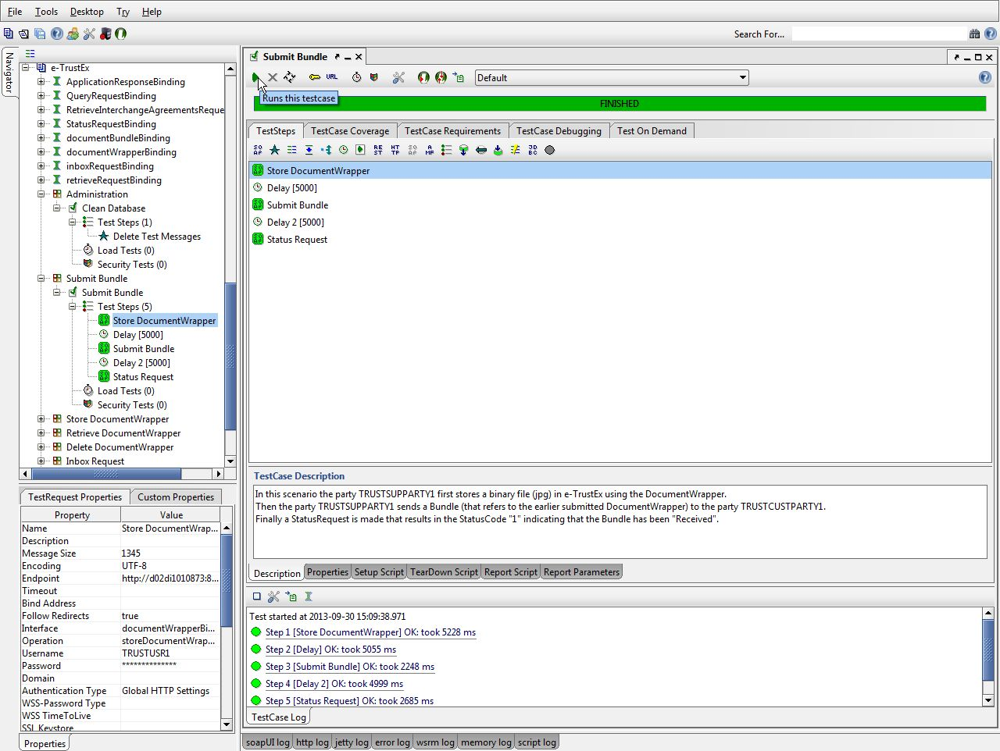 File Tools Desktop Try Help
Search For...
Navigator
e-TrustEx
ApplicationResponseBinding
QueryRequestBinding
RetrieveInterchangeAgreementsReque
StatusRequestBinding
documentBundleBinding
documentWrapperBinding
inboxRequestBinding
retrieveRequestBinding
Administration
Clean Database
Test Steps (1)
Delete Test Messages
Load Tests (0)
Security Tests (0)
Submit Bundle
Submit Bundle
Test Steps (5)
Store DocumentWrapper
Delay [5000]
Submit Bundle
Delay 2 [5000]
Status Request
Load Tests (0)
Security Tests (0)
Store DocumentWrapper
Retrieve DocumentWrapper
Delete DocumentWrapper
Inbox Request
TestRequest Properties Custom Properties
Property Value
Name Store DocumentWrap...
Description
Message Size 1345
Encoding UTF-8
Endpoint http://d02di1010873:8...
Timeout
Bind Address
Follow Redirects true
Interface documentWrapperBi...
Operation storeDocumentWrap...
Username TRUSTUSR1
Password **************
Domain
Authentication Type Global HTTP Settings
WSS-Password Type
WSS TimeToLive
SSL Keystore
Properties
Submit Bundle
URL
Default
Runs this testcase
FINISHED
TestSteps TestCase Coverage TestCase Requirements TestCase Debugging Test On Demand
Store DocumentWrapper
Delay [5000]
Submit Bundle
Delay 2 [5000]
Status Request
TestCase Description
In this scenario the party TRUSTSUPPARTY1 first stores a binary file (jpg) in e-TrustEx using the DocumentWrapper.
Then the party TRUSTSUPPARTY1 sends a Bundle (that refers to the earlier submitted DocumentWrapper) to the party TRUSTCUSTPARTY1.
Finally a StatusRequest is made that results in the StatusCode "1" indicating that the Bundle has been "Received".
Description Properties Setup Script TearDown Script Report Script Report Parameters
Test started at 2013-09-30 15:09:38.971
Step 1 [Store DocumentWrapper] OK: took 5228 ms
Step 2 [Delay] OK: took 5055 ms
Step 3 [Submit Bundle] OK: took 2248 ms
Step 4 [Delay 2] OK: took 4999 ms
Step 5 [Status Request] OK: took 2685 ms
TestCase Log
soapUI log http log jetty log error log wsrm log memory log script log